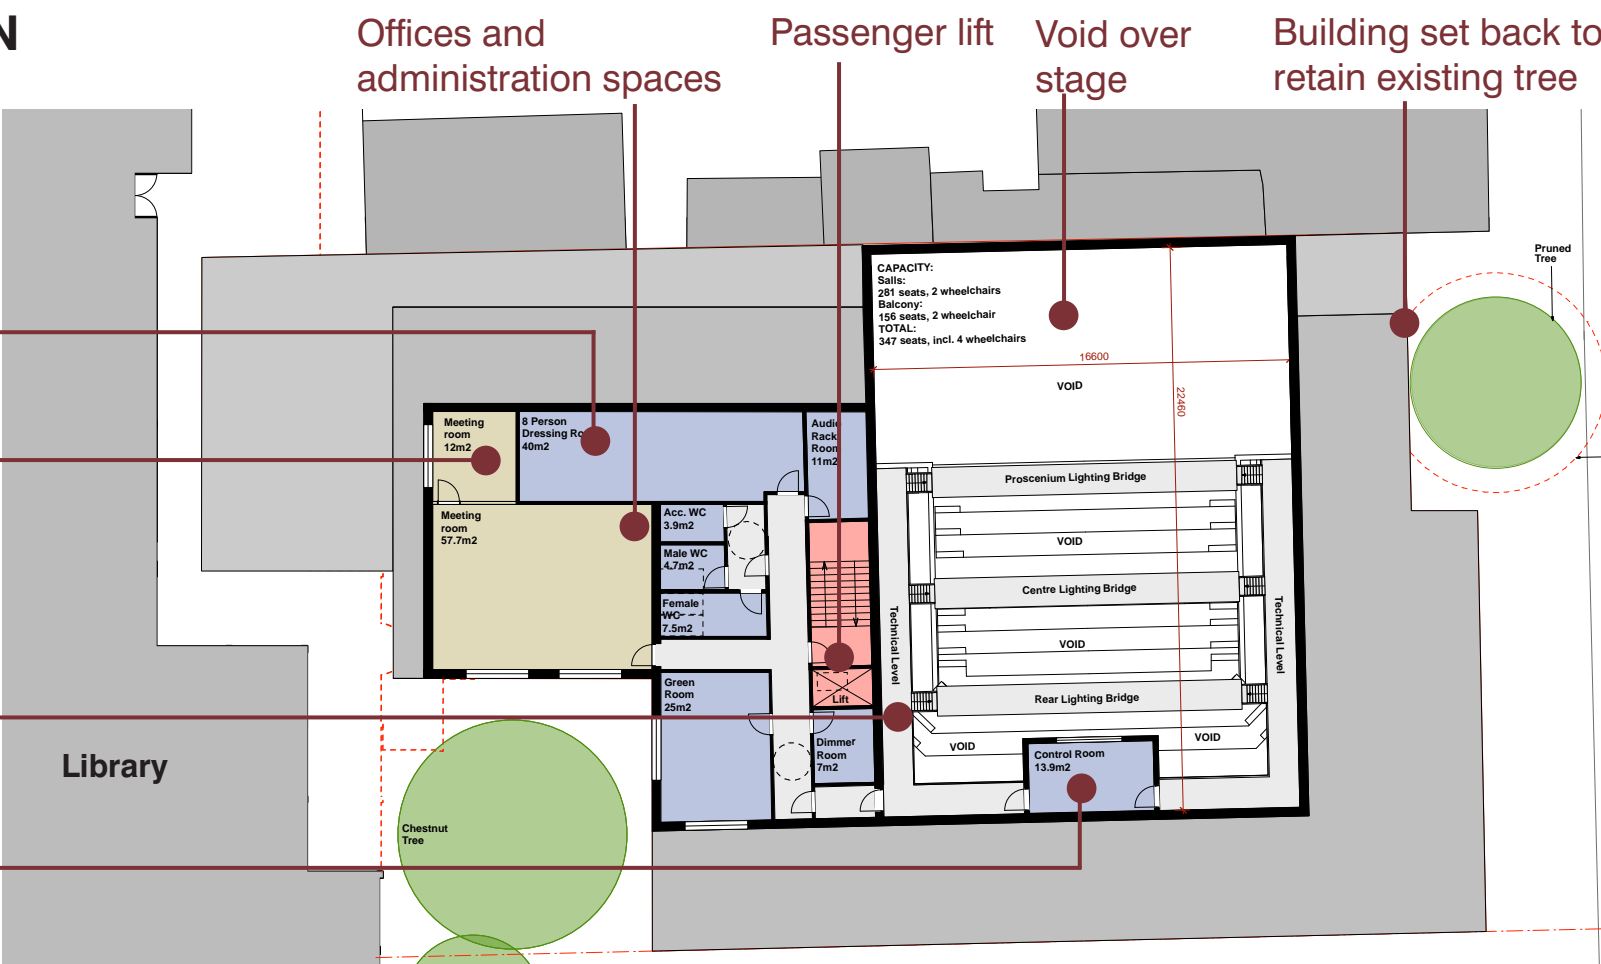 N
Offices and
administration spaces
Passenger lift
Void over
stage
Building set back to
retain existing tree
Pruned
Tree
CAPACITY:
Salls:
281 seats, 2 wheelchairs
Balcony:
156 seats, 2 wheelchair
TOTAL:
347 seats, incl. 4 wheelchairs
16600
VOID
22460
Meeting
room
12m2
8 Person
Dressing Ro
40m2
Audio
Rack
Room
11m2
Proscenium Lighting Bridge
Meeting
room
57.7m2
Acc. WC
3.9m2
VOID
Male WC
4.7m2
Centre Lighting Bridge
Female
WC
7.5m2
Technical Level
Technical Level
VOID
Green
Room
25m2
Lift
Rear Lighting Bridge
Dimmer
Room
7m2
VOID
VOID
Control Room
13.9m2
Library
Chestnut
Tree